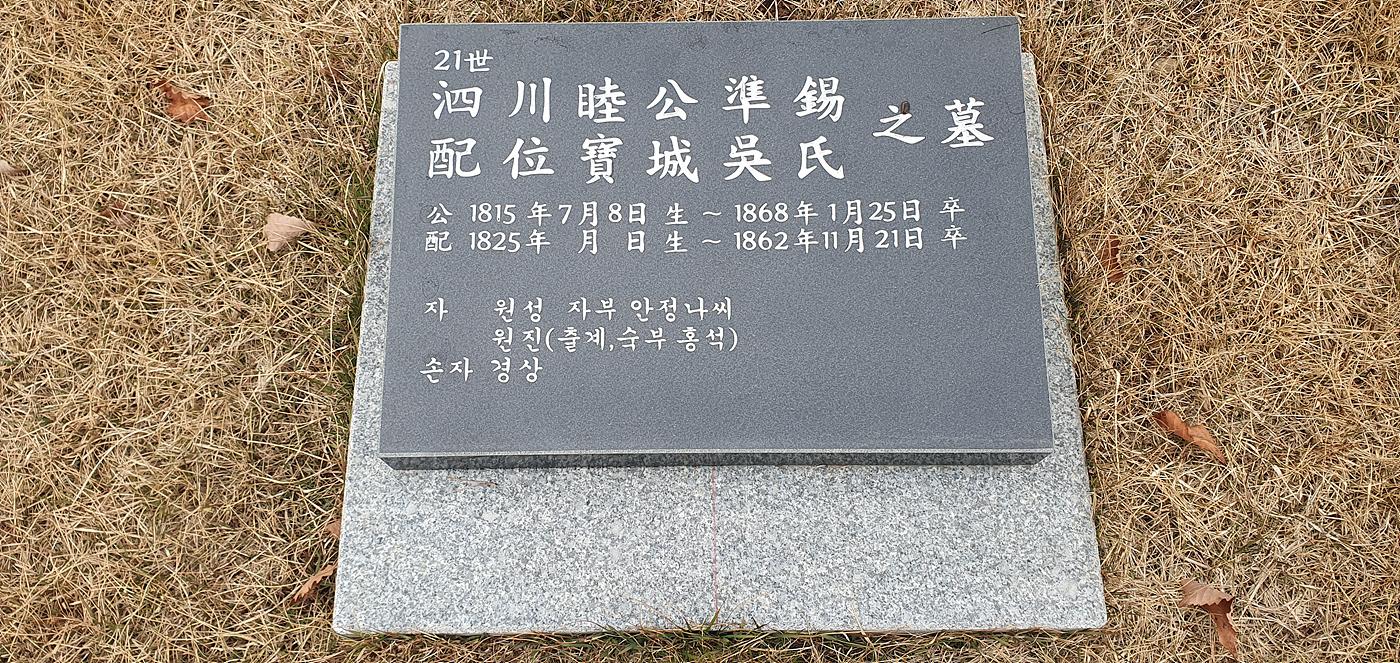 21世
泗川睦公準錫
配位寶城吳氏
之墓
公 1815年 7月 8日 生 ~ 1868年 1月 25日 卒
配 1825年 月 日 生 ~ 1862年 11月 21日 卒
자 원성 자부 안정나씨
원진(출계,숙부 홍석)
손자 경상